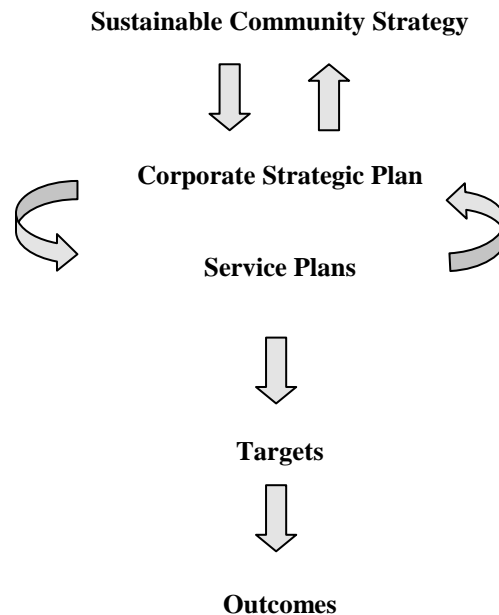 Sustainable Community Strategy
Corporate Strategic Plan
Service Plans
Targets
Outcomes